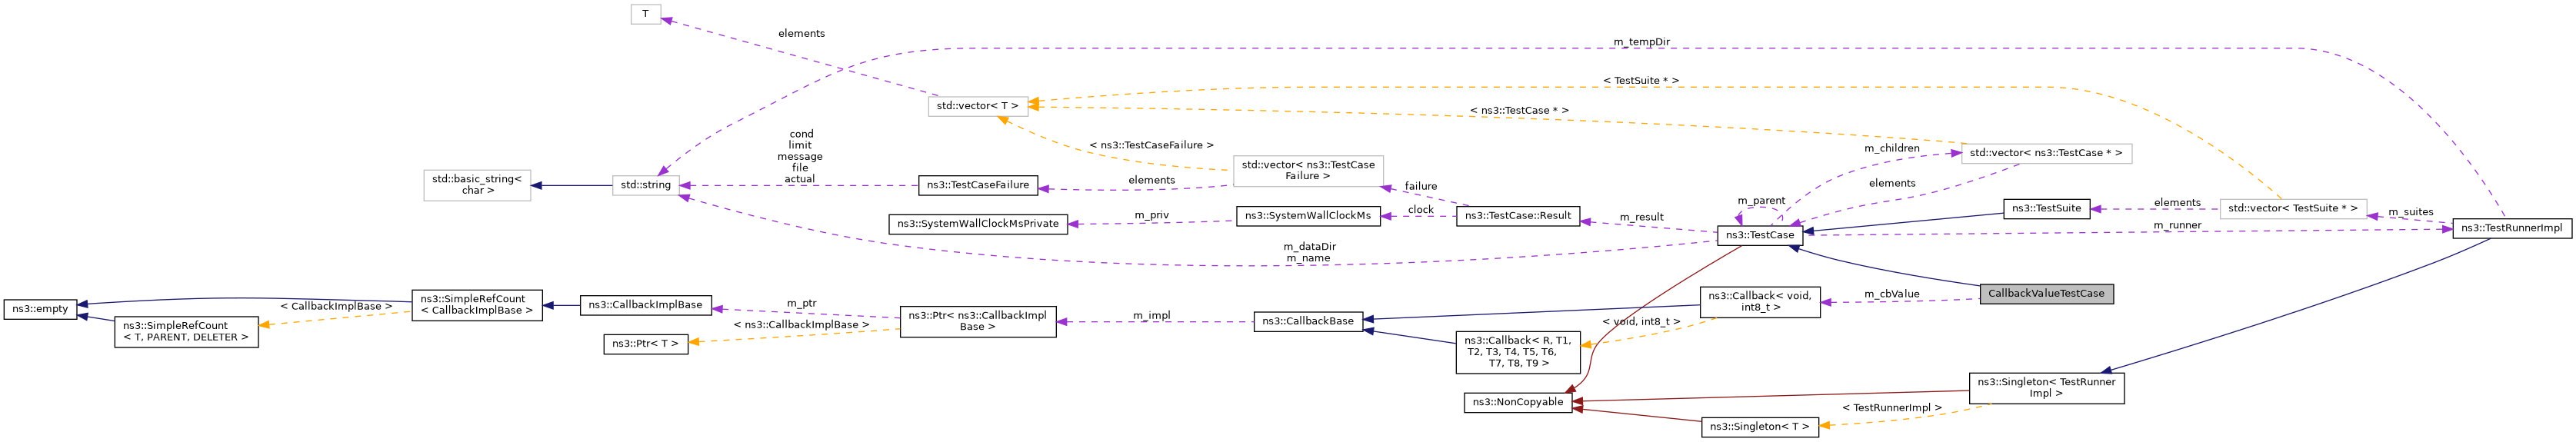 T
elements
m_tempDir
< TestSuite * >
std::vector< T >
< ns3::TestCase * >
cond
limit
message
file
actual
< ns3::TestCaseFailure >
m_children
std::vector< ns3::TestCase * >
std::vector< ns3::TestCase
Failure >
std::basic_string<
char >
std::string
ns3::TestCaseFailure
elements
failure
elements
m_parent
ns3::TestSuite
elements
std::vector< TestSuite * >
m_suites
ns3::SystemWallClockMsPrivate
m_priv
ns3::SystemWallClockMs
clock
ns3::TestCase::Result
m_result
ns3::TestCase
m_runner
ns3::TestRunnerImpl
m_dataDir
m_name
ns3::empty
< CallbackImplBase >
ns3::SimpleRefCount
< CallbackImplBase >
ns3::CallbackImplBase
m_ptr
ns3::Callback< void,
int8_t >
m_cbValue
CallbackValueTestCase
ns3::SimpleRefCount
< T, PARENT, DELETER >
< ns3::CallbackImplBase >
ns3::Ptr< T >
ns3::Ptr< ns3::CallbackImpl
Base >
m_impl
ns3::CallbackBase
< void, int8_t >
ns3::Callback< R, T1,
T2, T3, T4, T5, T6,
T7, T8, T9 >
ns3::NonCopyable
ns3::Singleton< TestRunner
Impl >
< TestRunnerImpl >
ns3::Singleton< T >